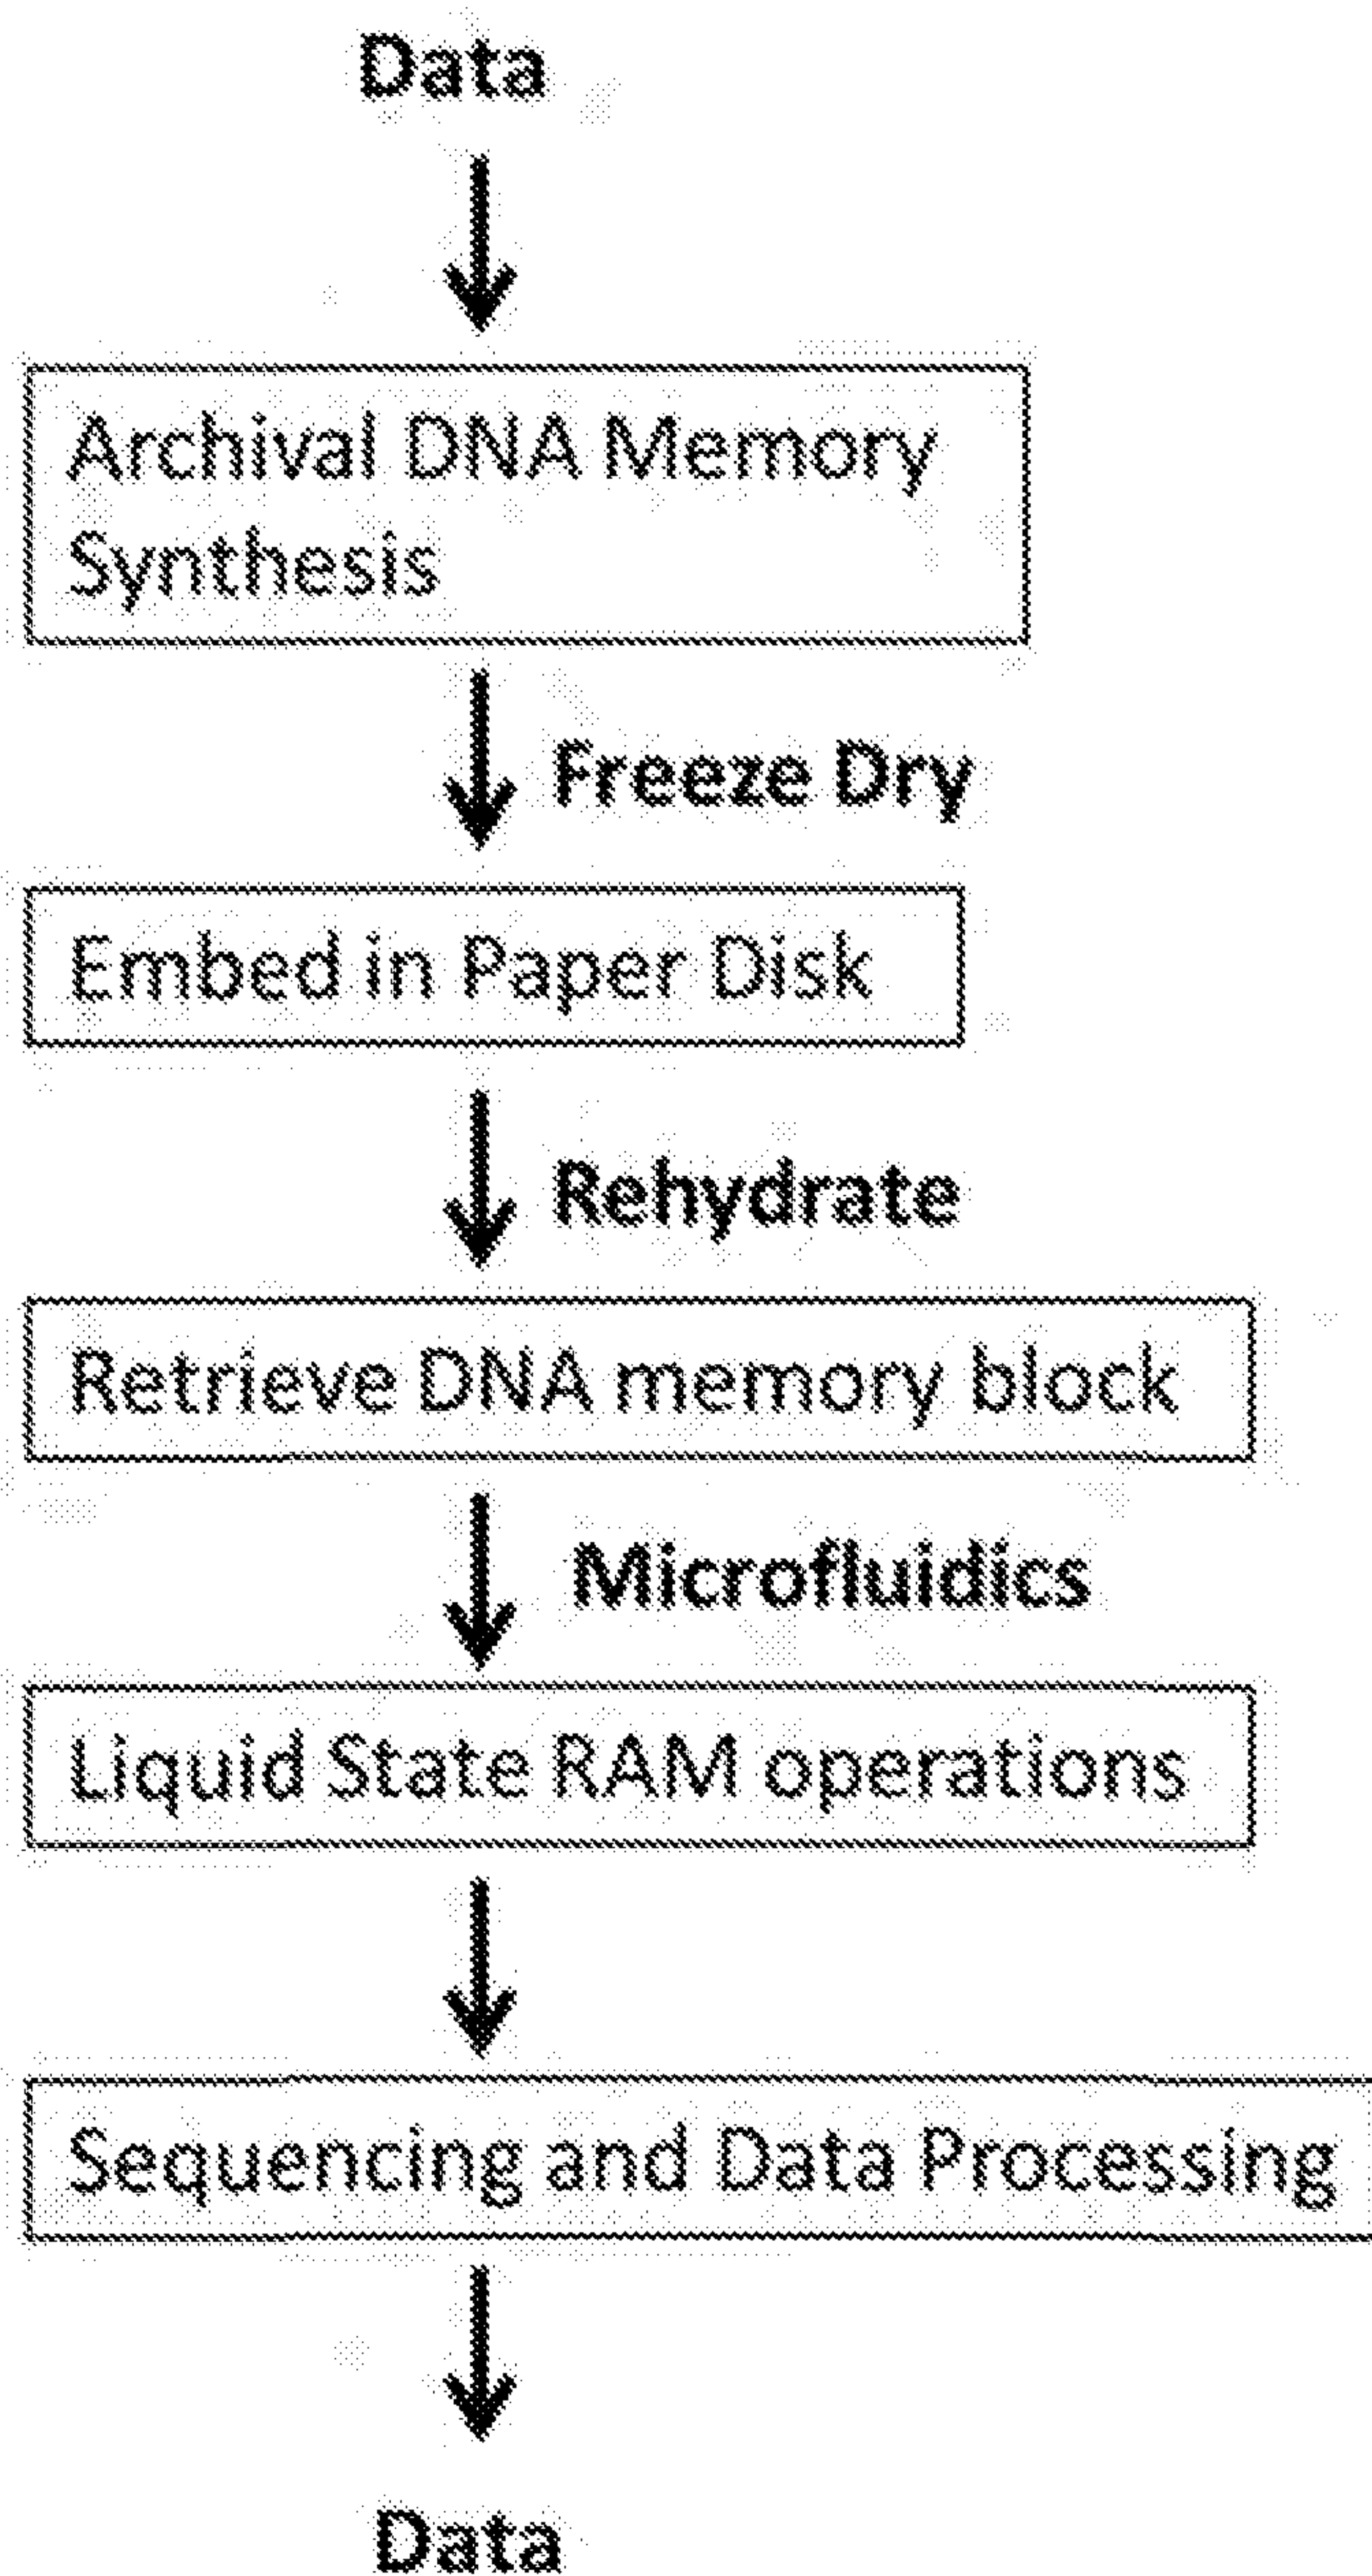 Data
Archival DNA Memory
Synthesis
Freeze Dry
Embed in Paper Disk
Rehydrate
Retrieve DNA memory block
Microfluidics
Liquid State RAM operations
Sequencing and Data Processing
Data